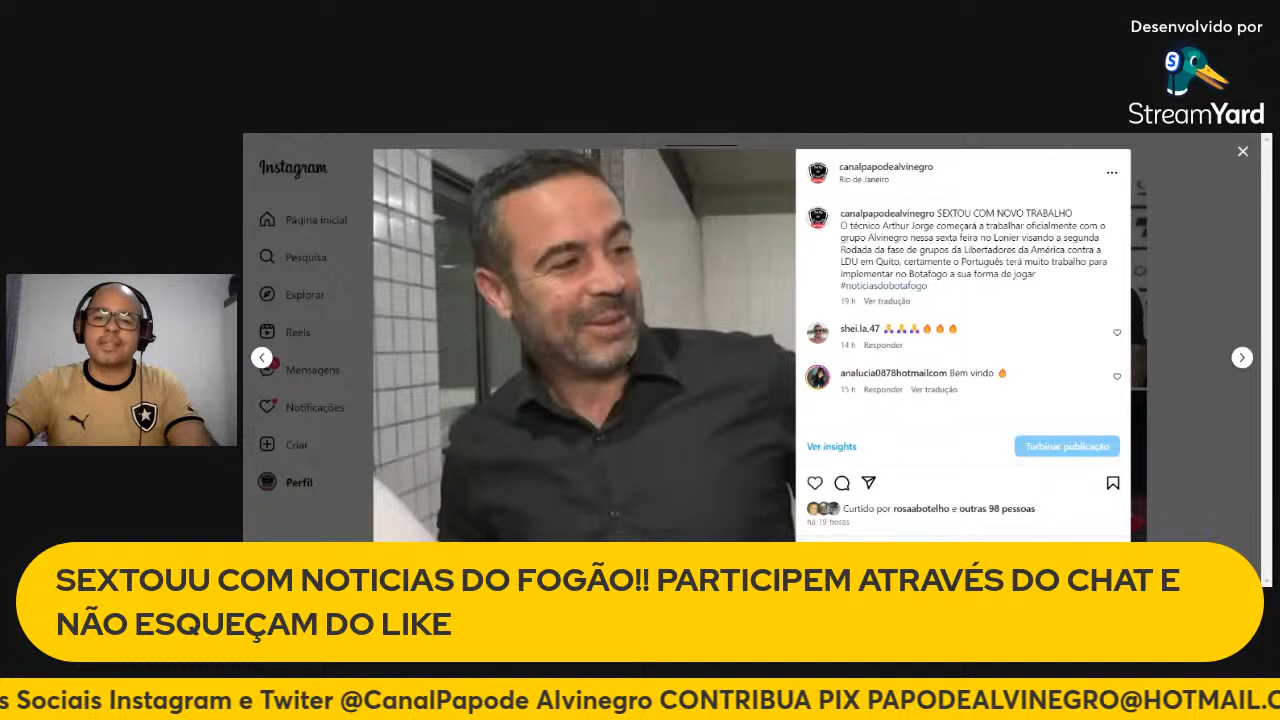 Desenvolvido por
StreamYard
Instagram
Página inicial
Pesquisa
Explorar
Reels
Mensagens
Notificações
Criar
Perfil
canalpapodealvinegro
Rio de Janeiro
canalpapodealvinegro SEXTOU COM NOVO TRABALHO
O técnico Arthur Jorge começará a trabalhar oficialmente com o
grupo Alvinegro nessa sexta feira no Lonier visando a segunda
Rodada da fase de grupos da Libertadores da América contra a
LDU em Quito, certamente o Português terá muito trabalho para
implementar no Botafogo a sua forma de jogar
#noticiasdobotafogo
19 h Ver tradução
shei.la.47 🙏🙏🙏🔥🔥🔥
14 h Responder
analucia0878hotmailcom Bem vindo 🔥
15 h Responder Ver tradução
Ver insights
Turbinar publicação
Curtido por rosaabotelho e outras 98 pessoas
há 19 horas
SEXTOUU COM NOTICIAS DO FOGÃO!! PARTICIPEM ATRAVÉS DO CHAT E
NÃO ESQUEÇAM DO LIKE
s Sociais Instagram e Twiter @CanalPapode Alvinegro CONTRIBUA PIX PAPODEALVINEGRO@HOTMAIL.C